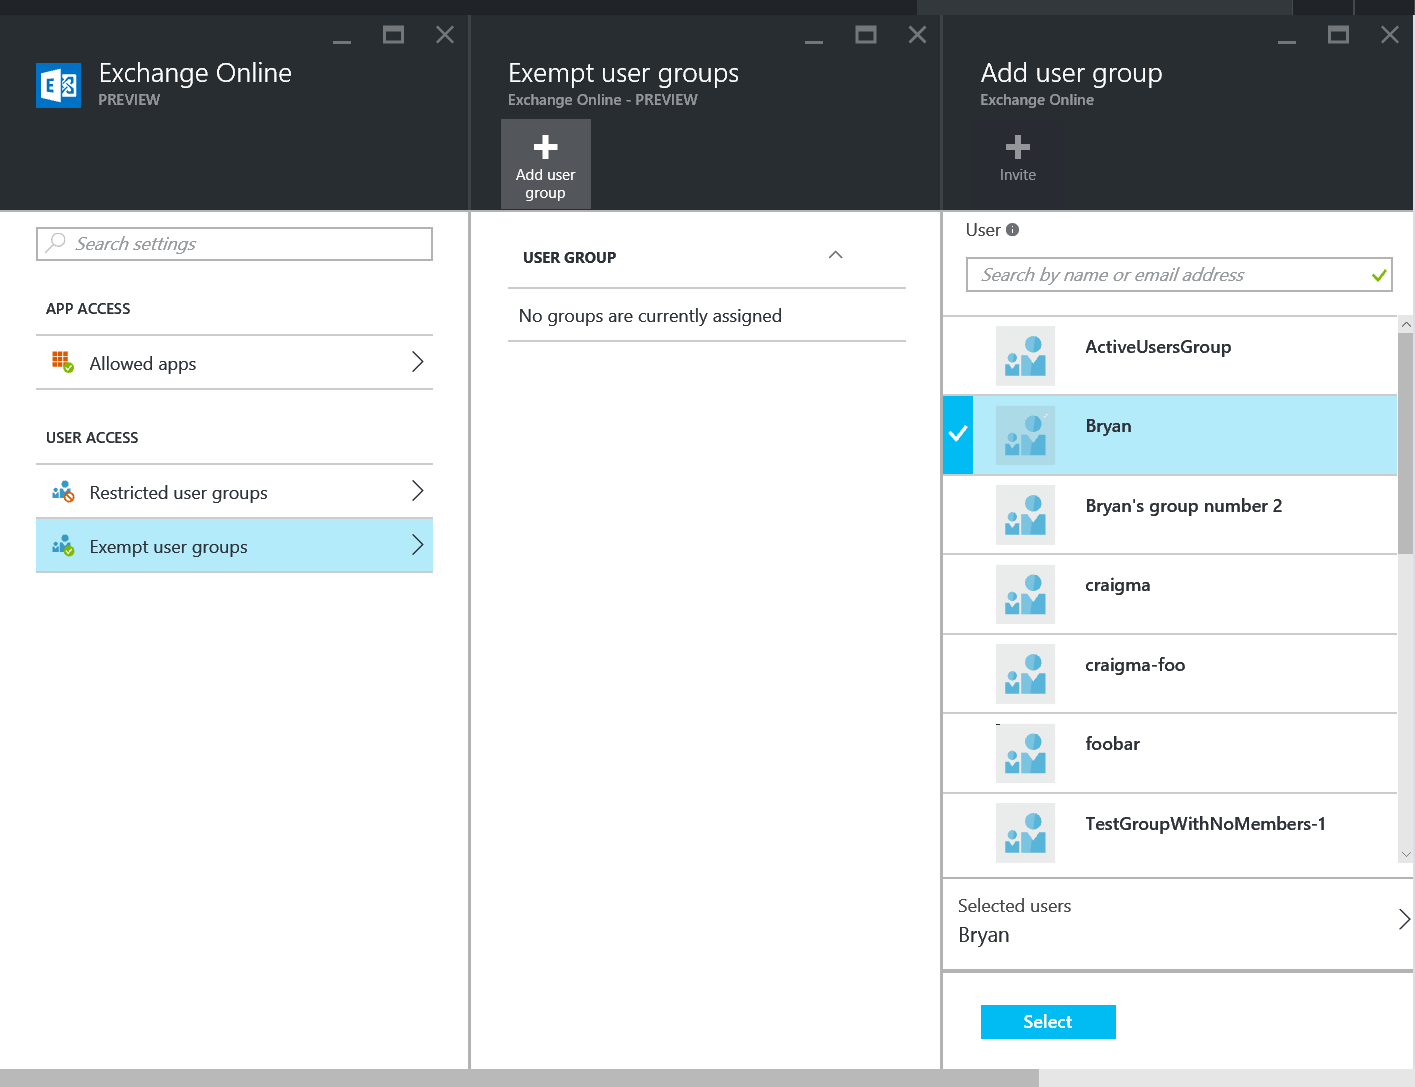 Exchange Online
PREVIEW
Search settings
APP ACCESS
Allowed apps
USER ACCESS
Restricted user groups
Exempt user groups
Exempt user groups
Exchange Online - PREVIEW
Add user
group
USER GROUP
No groups are currently assigned
Add user group
Exchange Online
Invite
User
Search by name or email address
ActiveUsersGroup
Bryan
Bryan's group number 2
craigma
craigma-foo
foobar
TestGroupWithNoMembers-1
Selected users
Bryan
Select